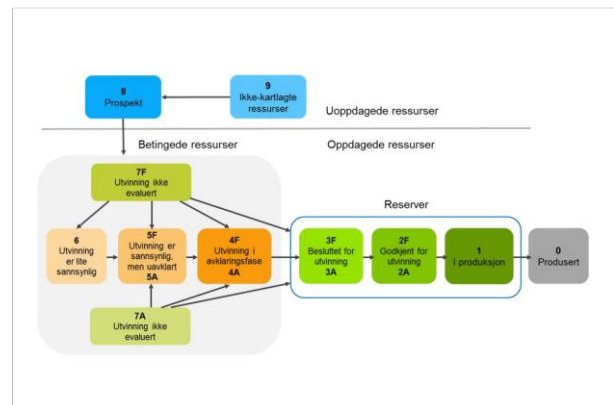 8
Prospekt
9
Ikke-kartlagte
ressurser
Uoppdagede ressurser
Betingede ressurser
Oppdagede ressurser
7F
Utvinning ikke
evaluert
Reserver
6
Utvinning
er lite
sannsynlig
5F
Utvinning er
sannsynlig,
men uavklart
5A
4F
Utvinning i
avklaringsfase
4A
3F
Besluttet for
utvinning
3A
2F
Godkjent for
utvinning
2A
1
I produksjon
0
Produsert
7A
Utvinning ikke
evaluert